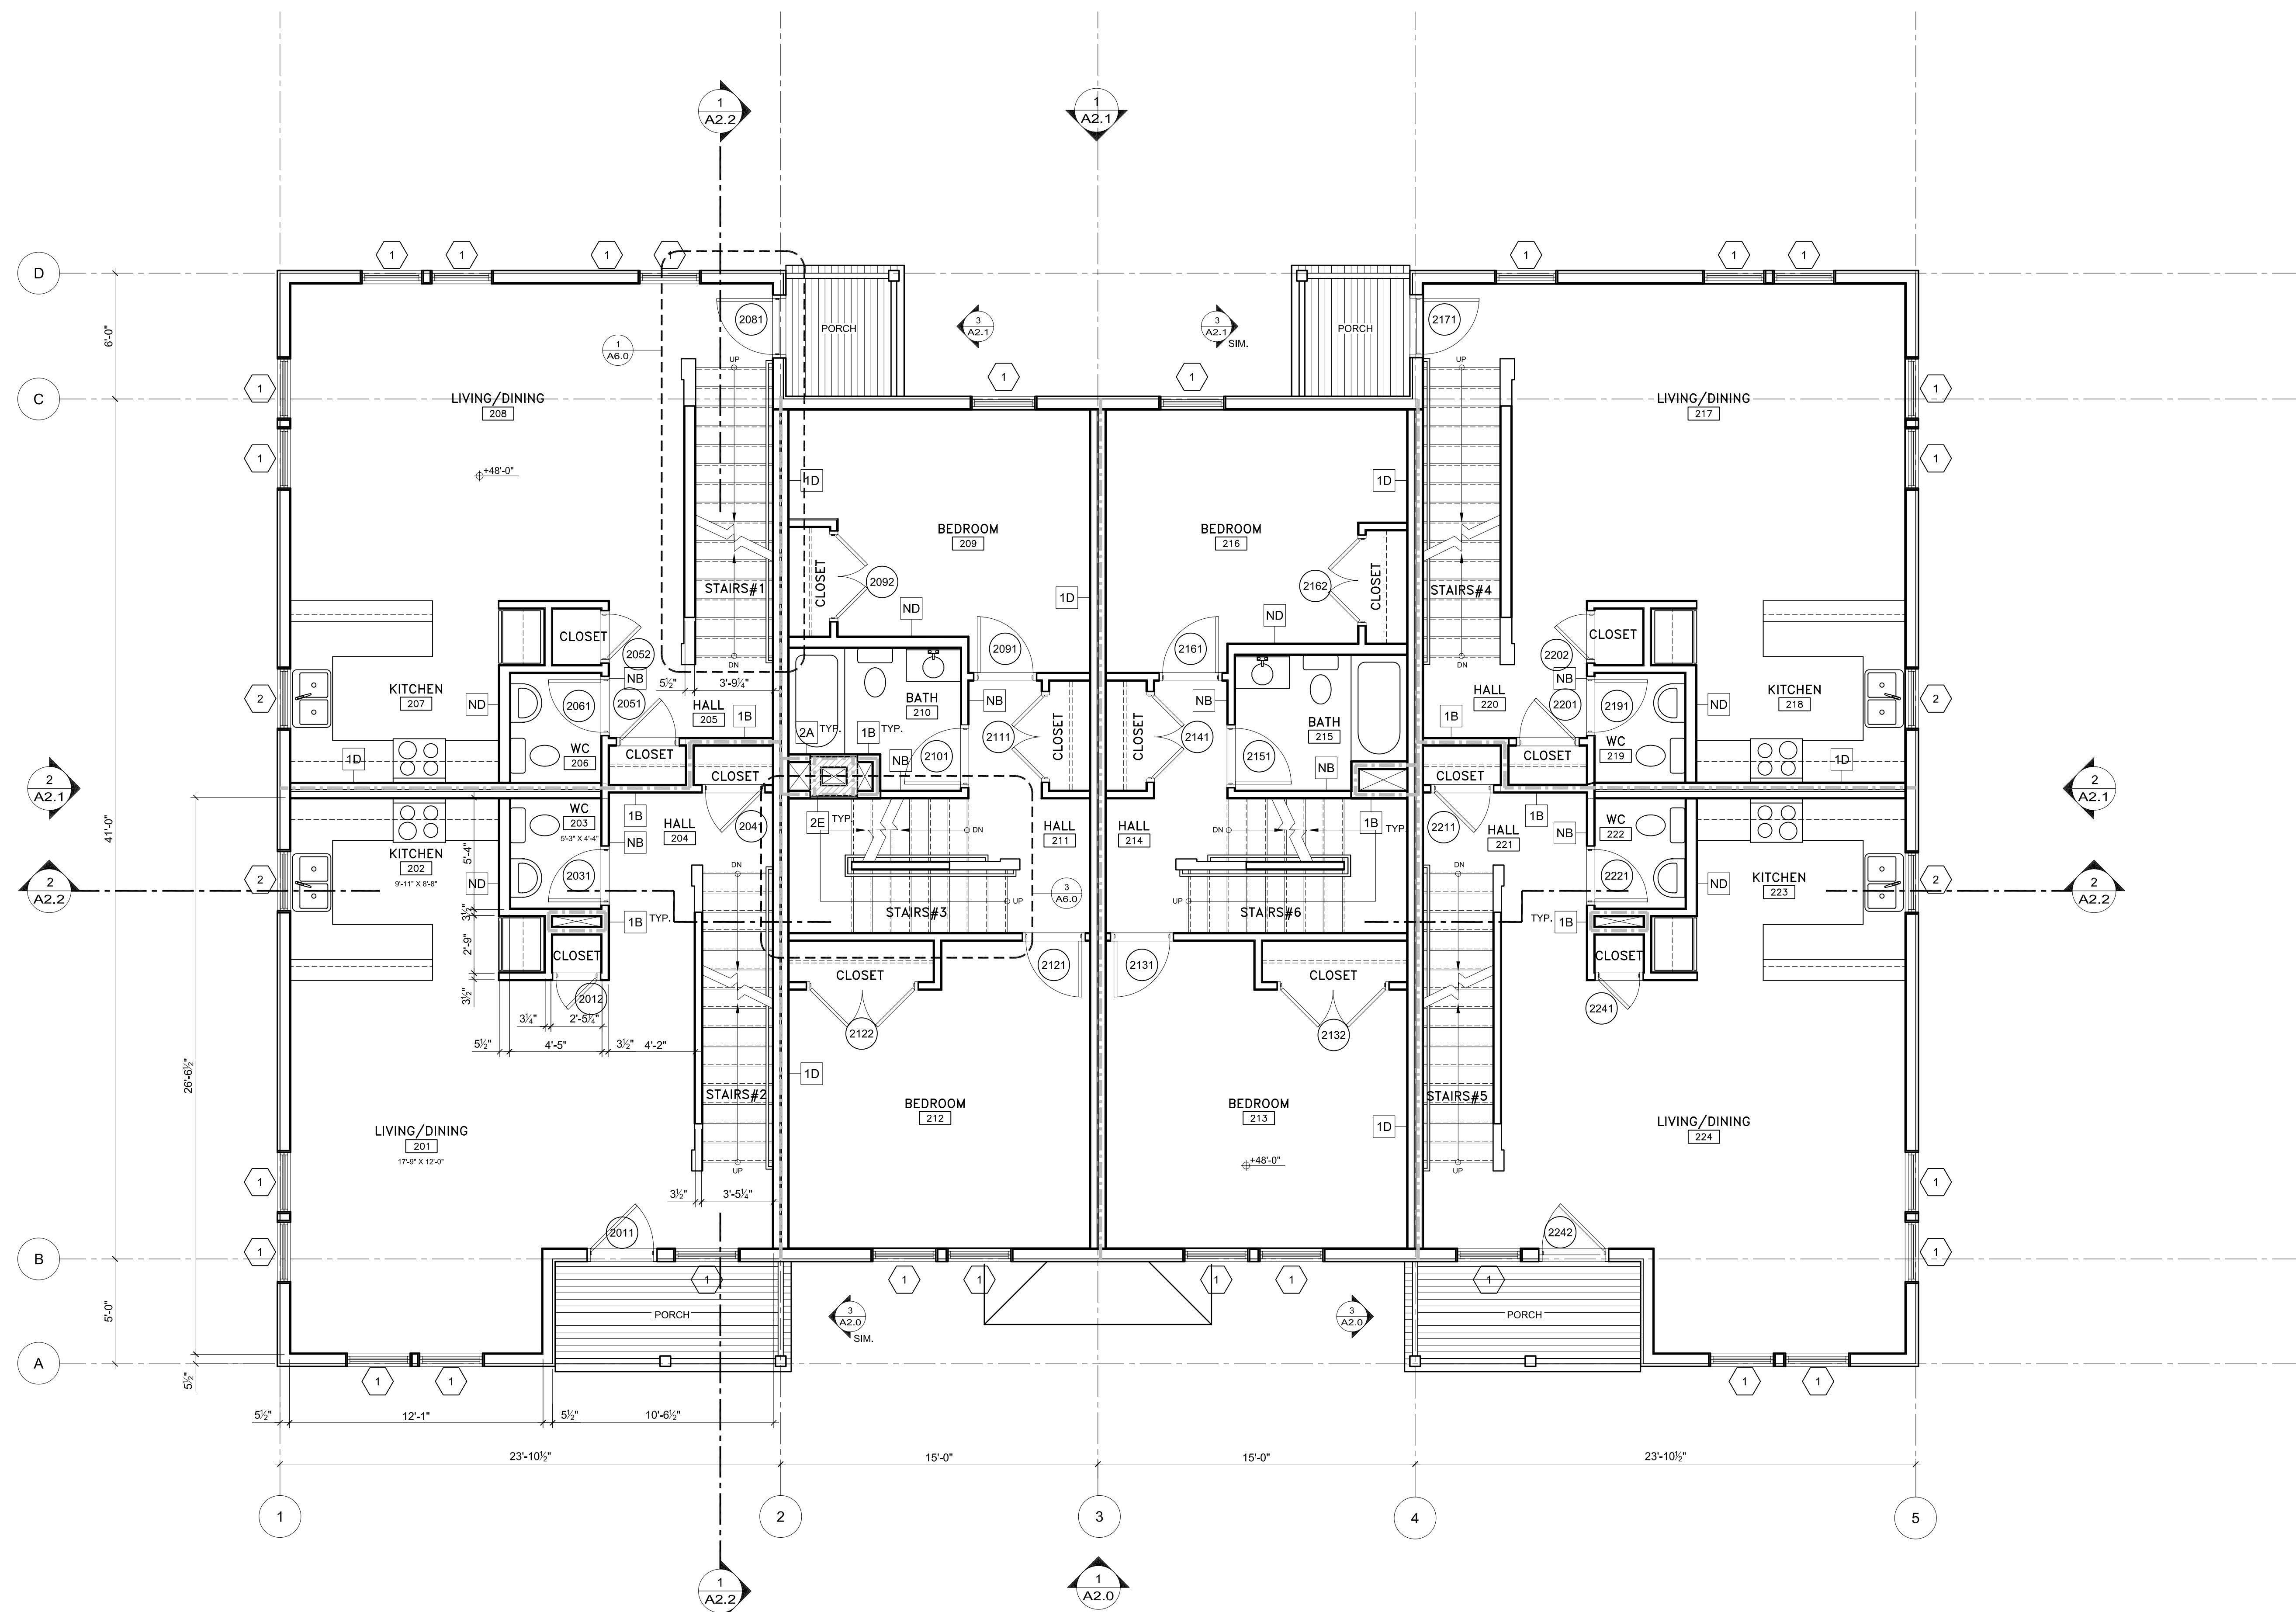 1
A2.2
1
A2.1
D
1
1
1
1
1
1
1
6'-0"
2081
PORCH
3
A2.1
3
A2.1
SIM.
PORCH
2171
1
A6.0
UP
UP
1
1
C
1
1
LIVING/DINING
208
LIVING/DINING
217
1
1
+48'-0"
1D
1D
BEDROOM
209
BEDROOM
216
STAIRS#1
CLOSET
2092
2162
CLOSET
STAIRS#4
1D
ND
ND
CLOSET
2052
2091
2161
2202
CLOSET
DN
DN
NB
NB
5½"
3'-9¼"
KITCHEN
207
ND
2061
2051
HALL
205
1B
BATH
210
NB
NB
BATH
215
HALL
220
1B
2201
2191
ND
KITCHEN
218
2
2
2A
TYP.
1B
TYP.
2111
CLOSET
CLOSET
2141
WC
206
CLOSET
NB
2101
2151
NB
CLOSET
WC
219
1D
1D
CLOSET
CLOSET
2
A2.1
2
A2.1
41'-0"
WC
203
5'-3" X 4'-4"
1B
HALL
204
2041
2E
TYP.
DN
HALL
211
HALL
214
DN
1B
TYP.
2211
HALL
221
1B
NB
WC
222
NB
KITCHEN
202
9'-11" X 8'-8"
5'-4"
ND
2031
DN
DN
2221
ND
KITCHEN
223
2
2
2
A2.2
2
A2.2
3
A6.0
3½"
1B
TYP.
STAIRS#3
UP
UP
STAIRS#6
TYP.
1B
2'-9"
CLOSET
CLOSET
3½"
2012
CLOSET
2121
2131
CLOSET
2241
3¼"
2'-5¼"
2122
2132
5½"
4'-5"
3½"
4'-2"
26'-6½"
1D
STAIRS#2
STAIRS#5
BEDROOM
212
BEDROOM
213
1D
LIVING/DINING
201
17'-9" X 12'-0"
LIVING/DINING
224
+48'-0"
UP
UP
1
1
3½"
3'-5¼"
2011
2242
1
1
B
1
1
1
1
1
1
5'-0"
PORCH
3
A2.0
SIM.
3
A2.0
PORCH
A
5½"
1
1
1
1
5½"
12'-1"
5½"
10'-6½"
23'-10½"
15'-0"
15'-0"
23'-10½"
1
2
3
4
5
1
A2.2
1
A2.0